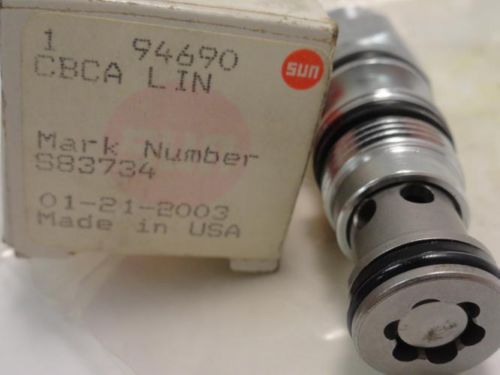 1 94690
CBCA LIN
sun
Mark Number
S83734
01-21-2003
Made in USA